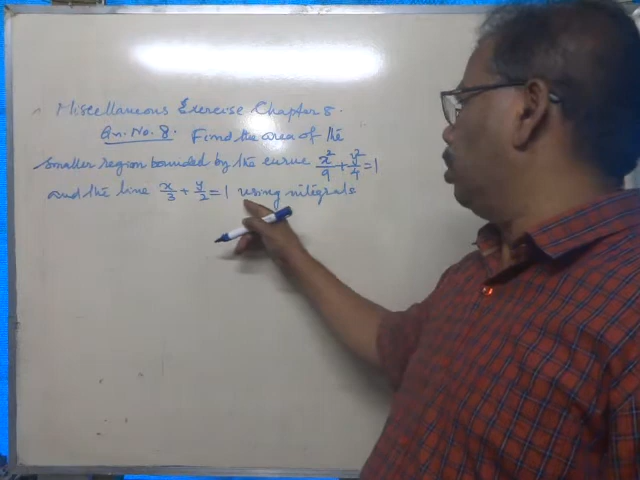 Miscellaneous Exercise Chapter 8.
Qn. No. 8. Find the area of the
smaller region bounded by the curve x²/9 + y²/4 = 1
and the line x/3 + y/2 = 1 using integrals